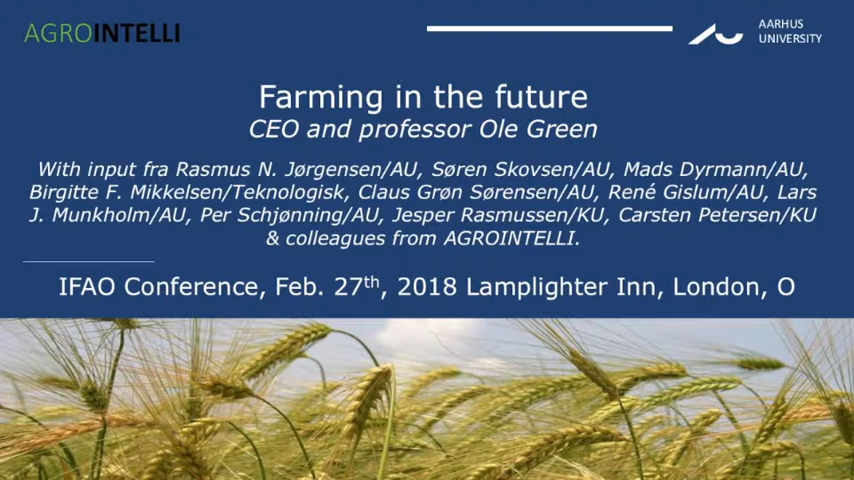 AGROINTELLI
AARHUS
UNIVERSITY
Farming in the future
CEO and professor Ole Green
With input fra Rasmus N. Jørgensen/AU, Søren Skovsen/AU, Mads Dyrmann/AU,
Birgitte F. Mikkelsen/Teknologisk, Claus Grøn Sørensen/AU, René Gislum/AU, Lars
J. Munkholm/AU, Per Schjønning/AU, Jesper Rasmussen/KU, Carsten Petersen/KU
& colleagues from AGROINTELLI.
IFAO Conference, Feb. 27th, 2018 Lamplighter Inn, London, O